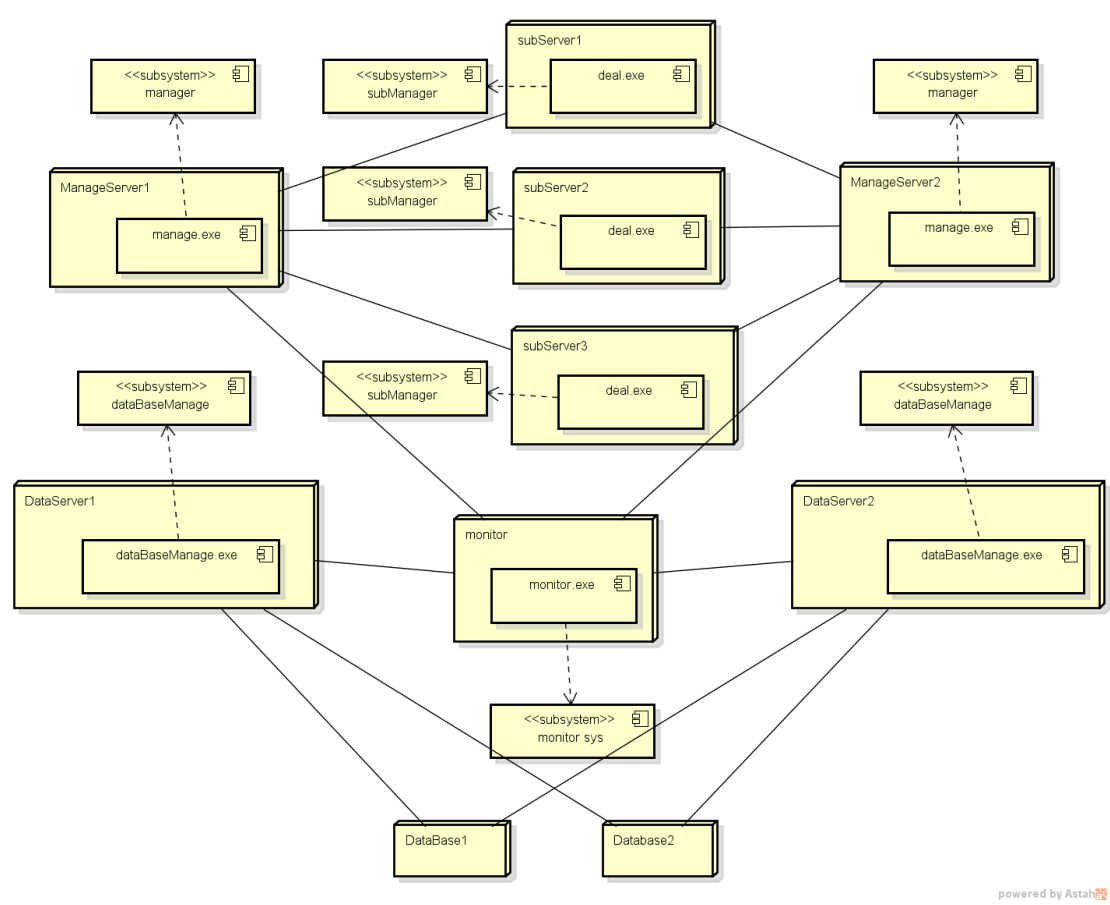 subServer1
deal.exe
<<subsystem>>
manager
<<subsystem>>
subManager
<<subsystem>>
manager
ManageServer1
manage.exe
<<subsystem>>
subManager
subServer2
deal.exe
ManageServer2
manage.exe
subServer3
deal.exe
<<subsystem>>
subManager
<<subsystem>>
dataBaseManage
<<subsystem>>
dataBaseManage
DataServer1
dataBaseManage.exe
monitor
monitor.exe
DataServer2
dataBaseManage.exe
<<subsystem>>
monitor sys
DataBase1
Database2
powered by Astah